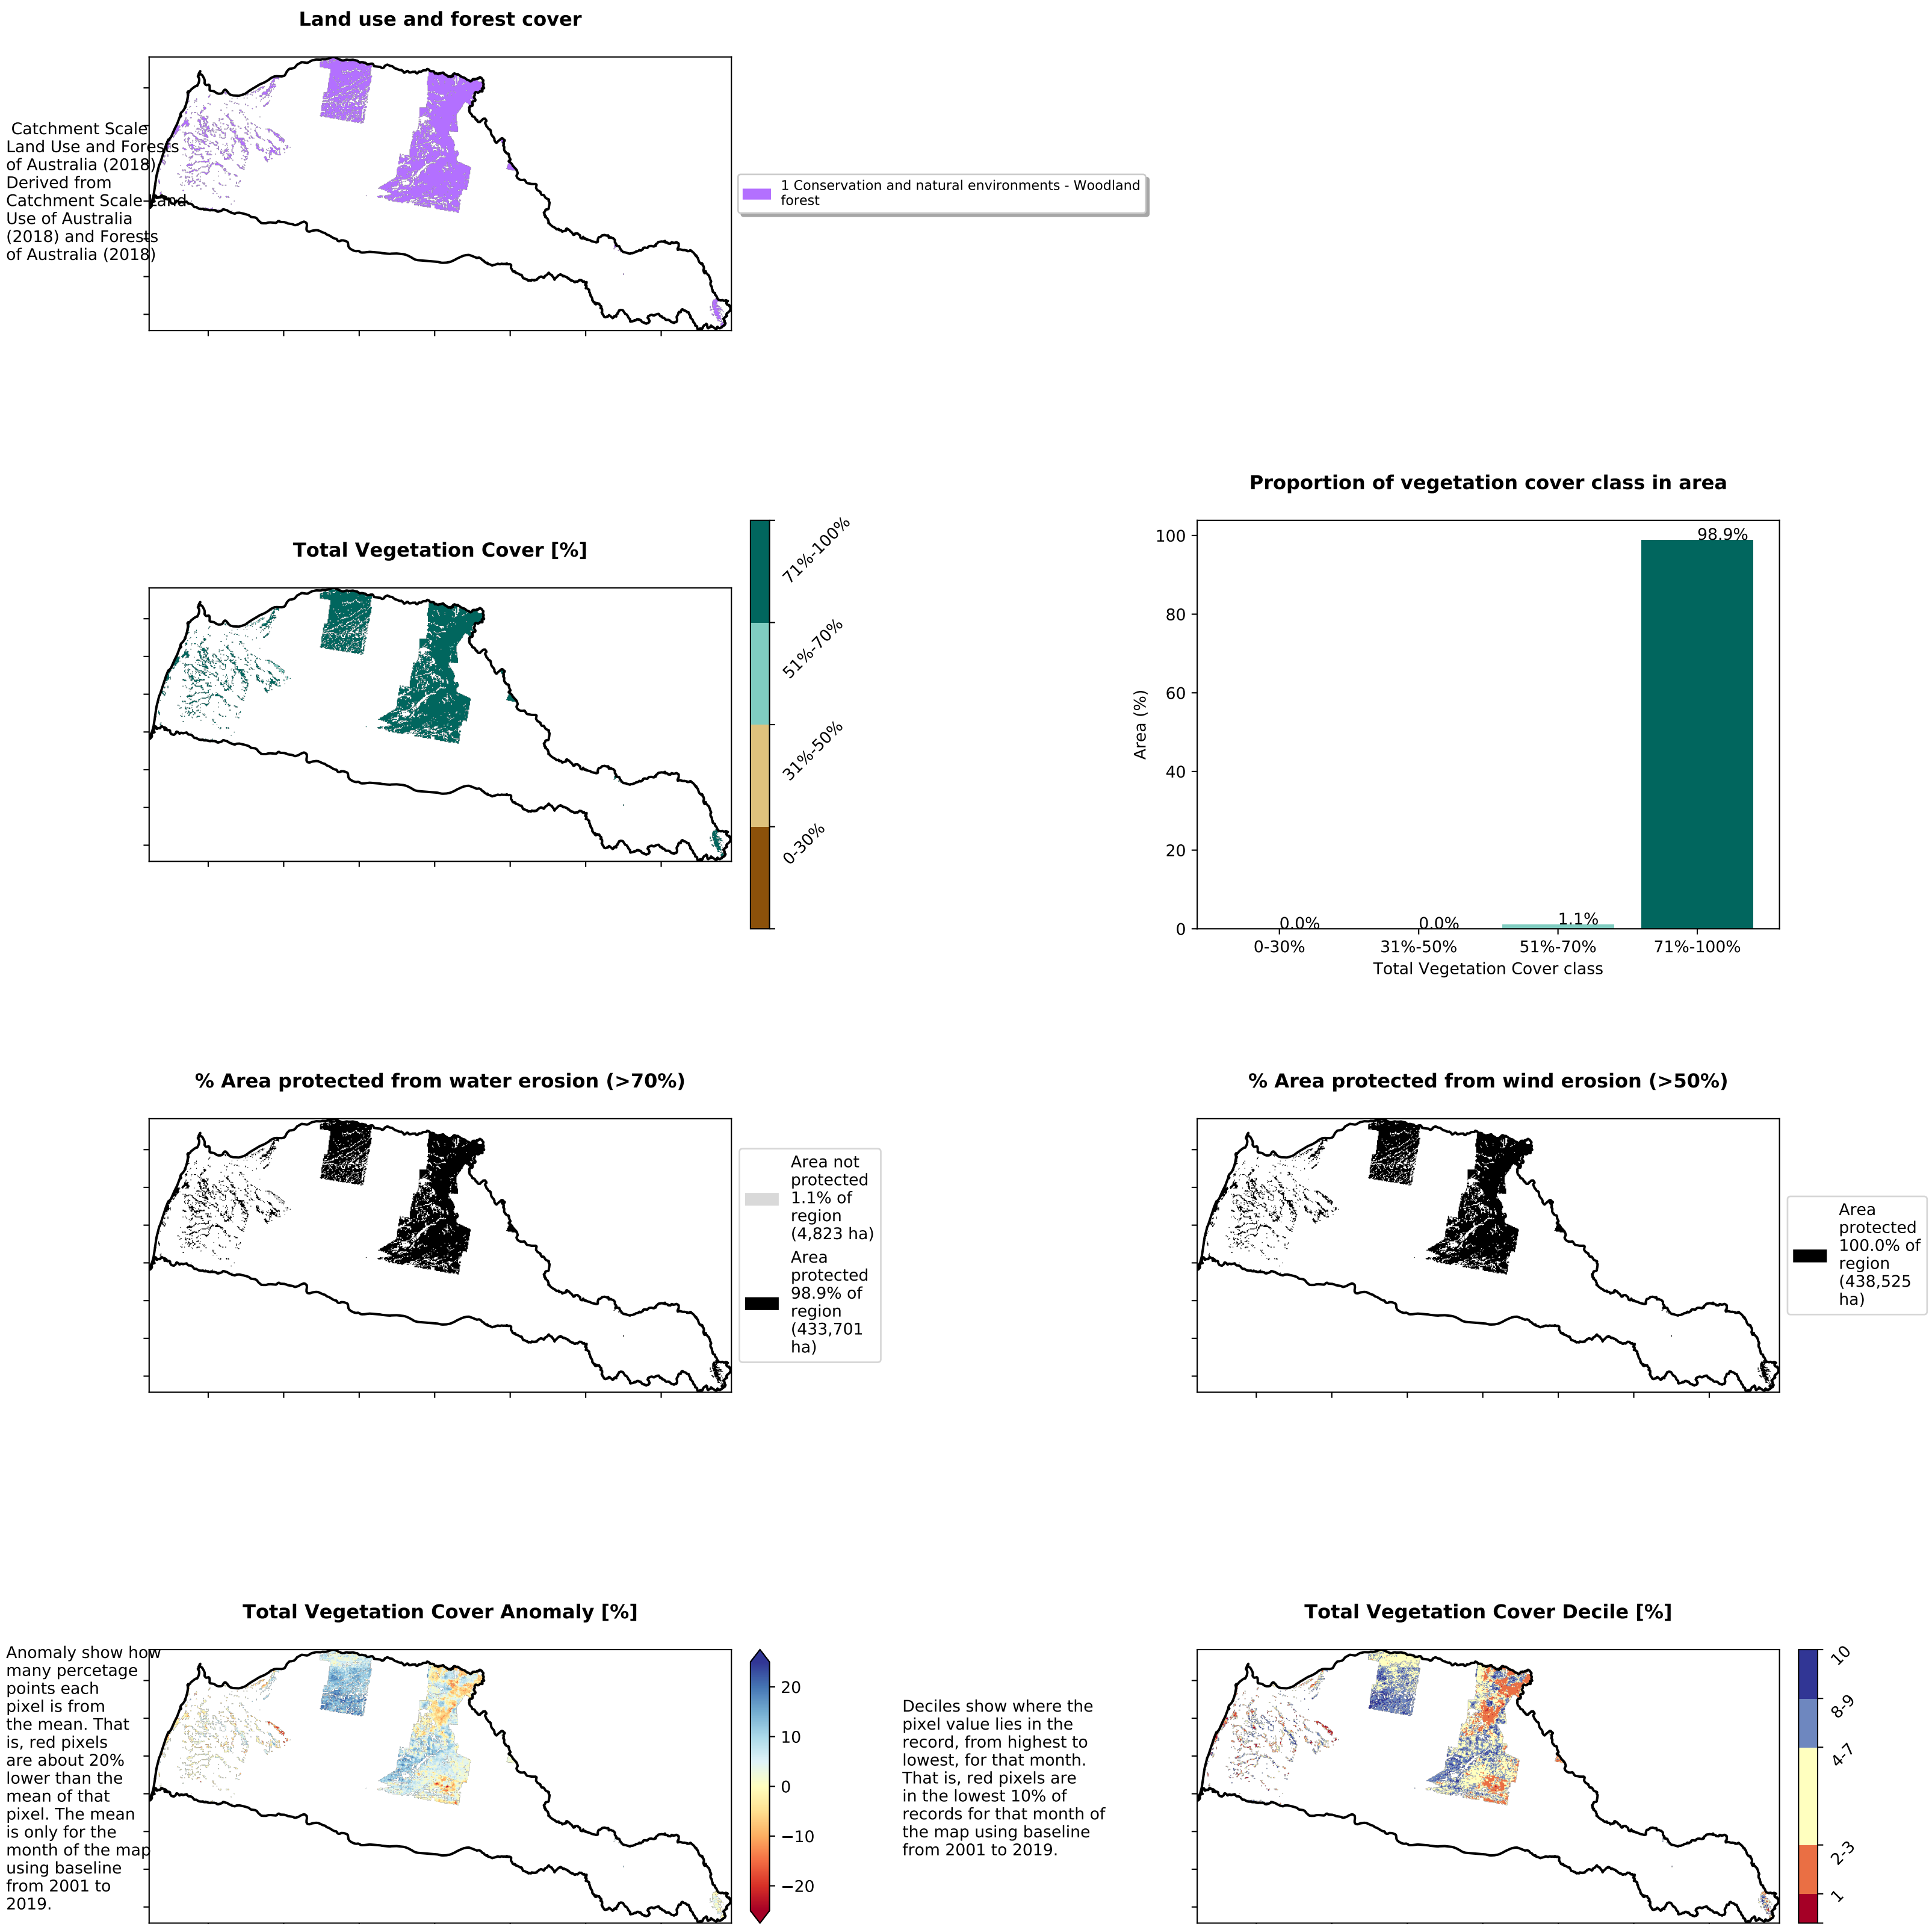 Land use and forest cover
Catchment Scale
Land Use and Forests
of Australia (2018)
Derived from
Catchment Scale Land
Use of Australia
(2018) and Forests
of Australia (2018)
1 Conservation and natural environments - Woodland
forest
Total Vegetation Cover [%]
71%-100%
51%-70%
31%-50%
0-30%
Proportion of vegetation cover class in area
Area (%)
100
80
60
40
20
0
0.0%
0.0%
1.1%
98.9%
0-30%
31%-50%
51%-70%
71%-100%
Total Vegetation Cover class
% Area protected from water erosion (>70%)
Area not
protected
1.1% of
region
(4,823 ha)
Area
protected
98.9% of
region
(433,701
ha)
% Area protected from wind erosion (>50%)
Area
protected
100.0% of
region
(438,525
ha)
Total Vegetation Cover Anomaly [%]
Anomaly show how
many percetage
points each
pixel is from
the mean. That
is, red pixels
are about 20%
lower than the
mean of that
pixel. The mean
is only for the
month of the map
using baseline
from 2001 to
2019.
20
10
0
−10
−20
Deciles show where the
pixel value lies in the
record, from highest to
lowest, for that month.
That is, red pixels are
in the lowest 10% of
records for that month of
the map using baseline
from 2001 to 2019.
Total Vegetation Cover Decile [%]
10
8-9
4-7
2-3
1